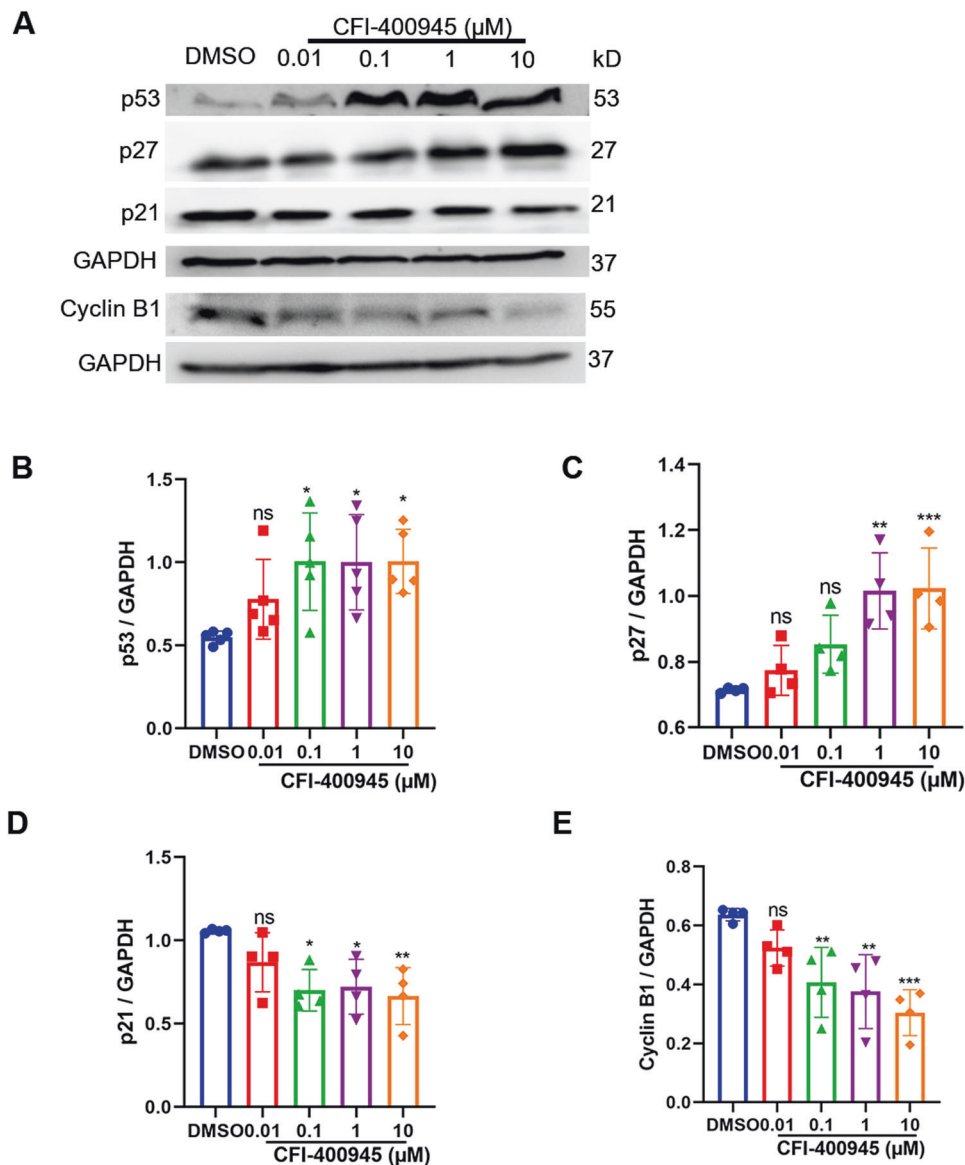 A
CFI-400945 (µM)
DMSO 0.01 0.1 1 10 kD
p53 53
p27 27
p21 21
GAPDH 37
Cyclin B1 55
GAPDH 37
B
p53 / GAPDH
1.5
1.0
0.5
0.0
ns * * *
DMSO 0.01 0.1 1 10
CFI-400945 (µM)
C
p27 / GAPDH
1.4
1.2
1.0
0.8
0.6
ns ns ** ***
DMSO 0.01 0.1 1 10
CFI-400945 (µM)
D
p21 / GAPDH
1.5
1.0
0.5
0.0
ns * * **
DMSO 0.01 0.1 1 10
CFI-400945 (µM)
E
Cyclin B1 / GAPDH
0.8
0.6
0.4
0.2
0.0
ns ** ** ***
DMSO 0.01 0.1 1 10
CFI-400945 (µM)